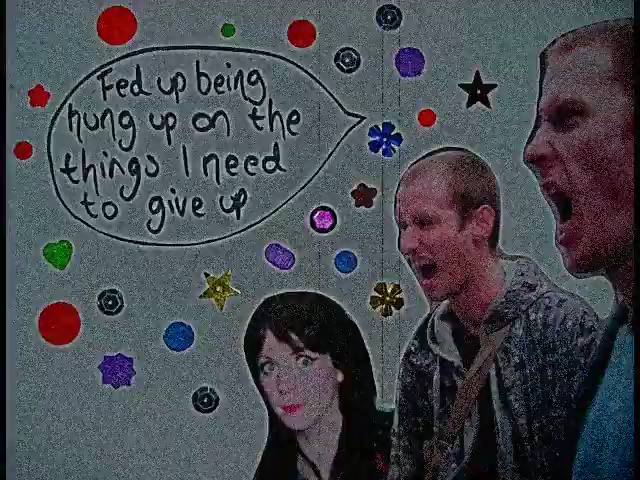 Fed up being
hung up on the
things I need
to give up